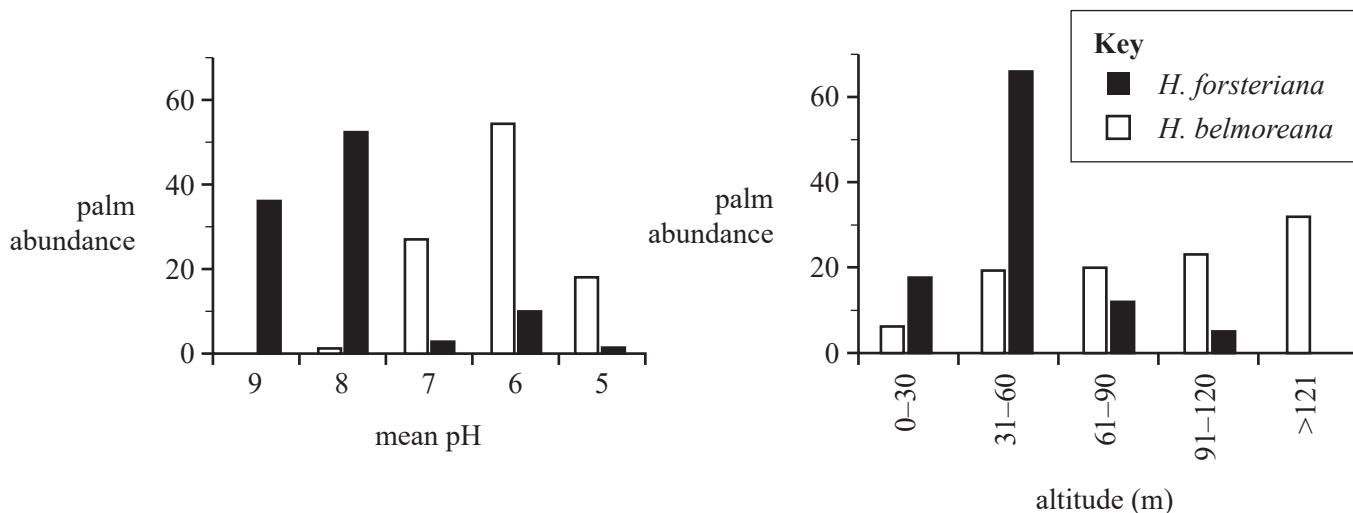 60
40
20
0
palm
abundance
9 8 7 6 5
mean pH
60
40
20
0
palm
abundance
0–30 31–60 61–90 91–120 >121
altitude (m)
Key
H. forsteriana
H. belmoreana